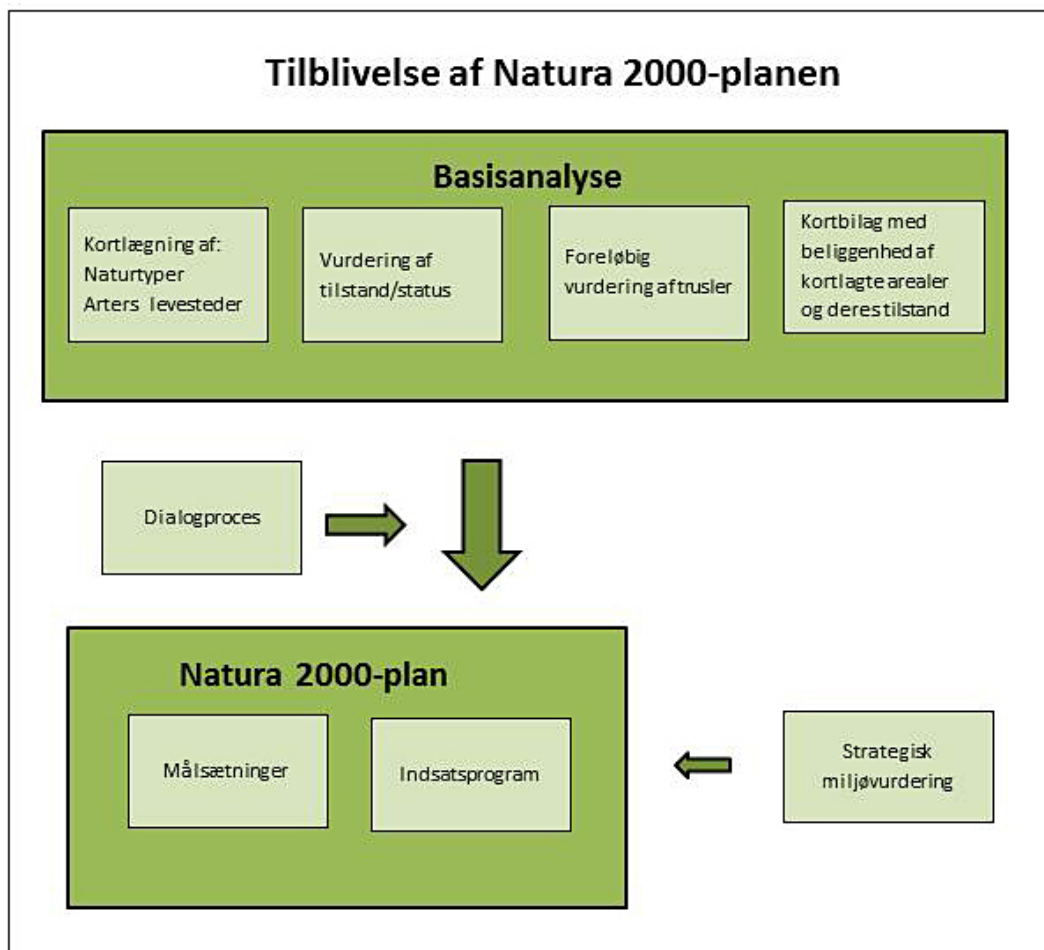 Tilblivelse af Natura 2000-planen
Basisanalyse
Kortlægning af:
Naturtyper
Arters levesteder
Vurdering af
tilstand/status
Foreløbig
vurdering af trusler
Kortbilag med
beliggenhed af
kortlagte arealer
og deres tilstand
Dialogproces
Natura 2000-plan
Målsætninger
Indsatsprogram
Strategisk
miljøvurdering